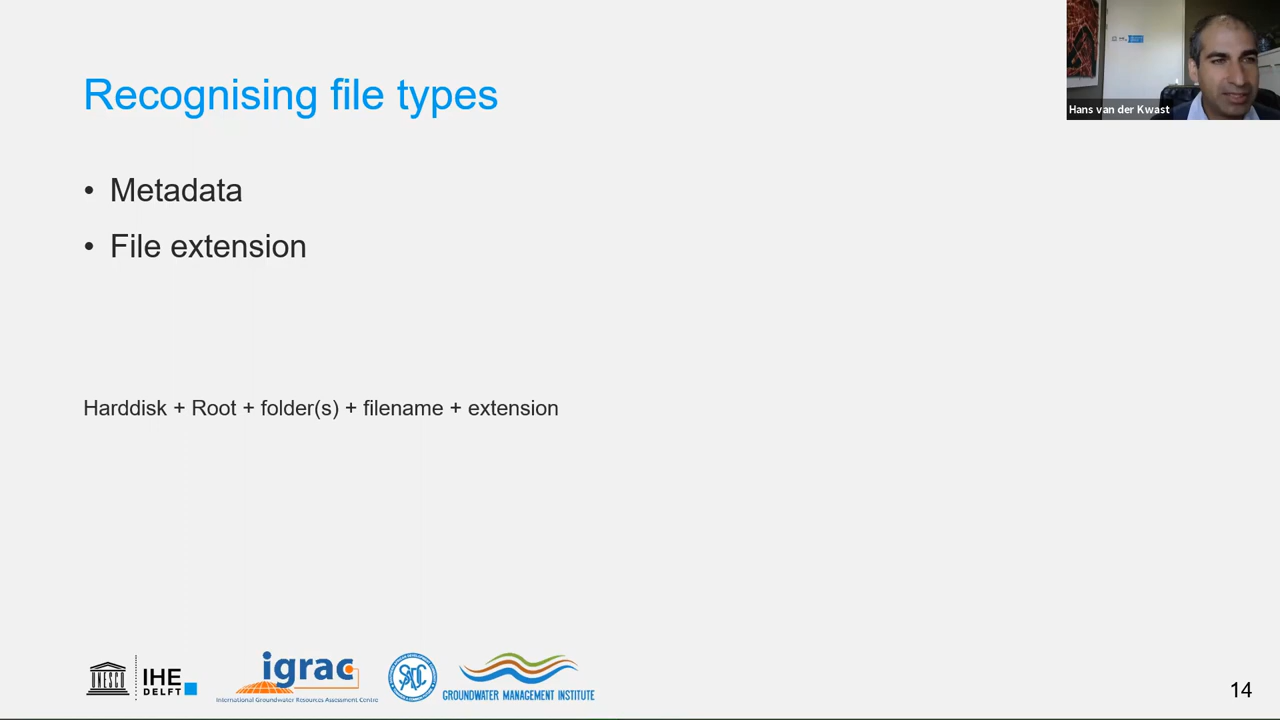 Recognising file types
Hans van der Kwast
• Metadata
• File extension
Harddisk + Root + folder(s) + filename + extension
UNESCO
IHE
DELFT
igrac
International Groundwater Resources Assessment Centre
GROUNDWATER MANAGEMENT INSTITUTE
14